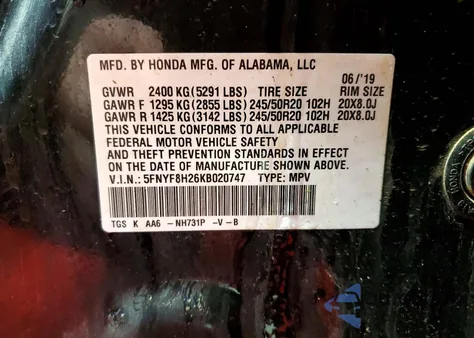 MFD. BY HONDA MFG. OF ALABAMA, LLC
GVWR 2400 KG(5291 LBS) TIRE SIZE 06/'19 RIM SIZE
GAWR F 1295 KG(2855 LBS) 245/50R20 102H 20X8.0J
GAWR R 1425 KG(3142 LBS) 245/50R20 102H 20X8.0J
THIS VEHICLE CONFORMS TO ALL APPLICABLE
FEDERAL MOTOR VEHICLE SAFETY
AND THEFT PREVENTION STANDARDS IN EFFECT
ON THE DATE OF MANUFACTURE SHOWN ABOVE.
V.I.N.: 5FNYF8H26KB020747 TYPE: MPV
TGS K AA6 -NH731P -V-B